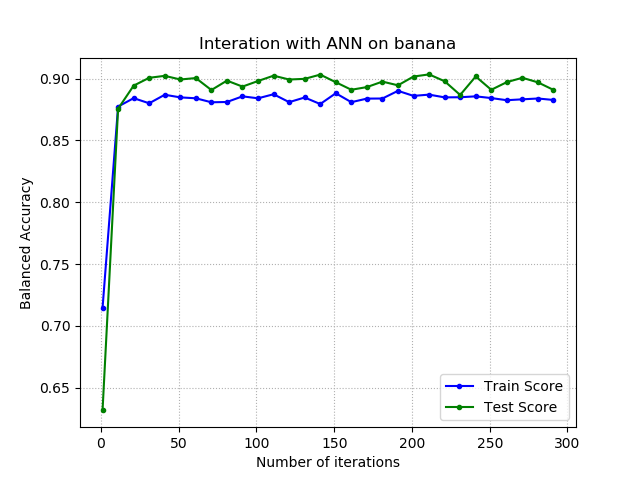 Interation with ANN on banana
Balanced Accuracy
0.90
0.85
0.80
0.75
0.70
0.65
0 50 100 150 200 250 300
Number of iterations
Train Score
Test Score